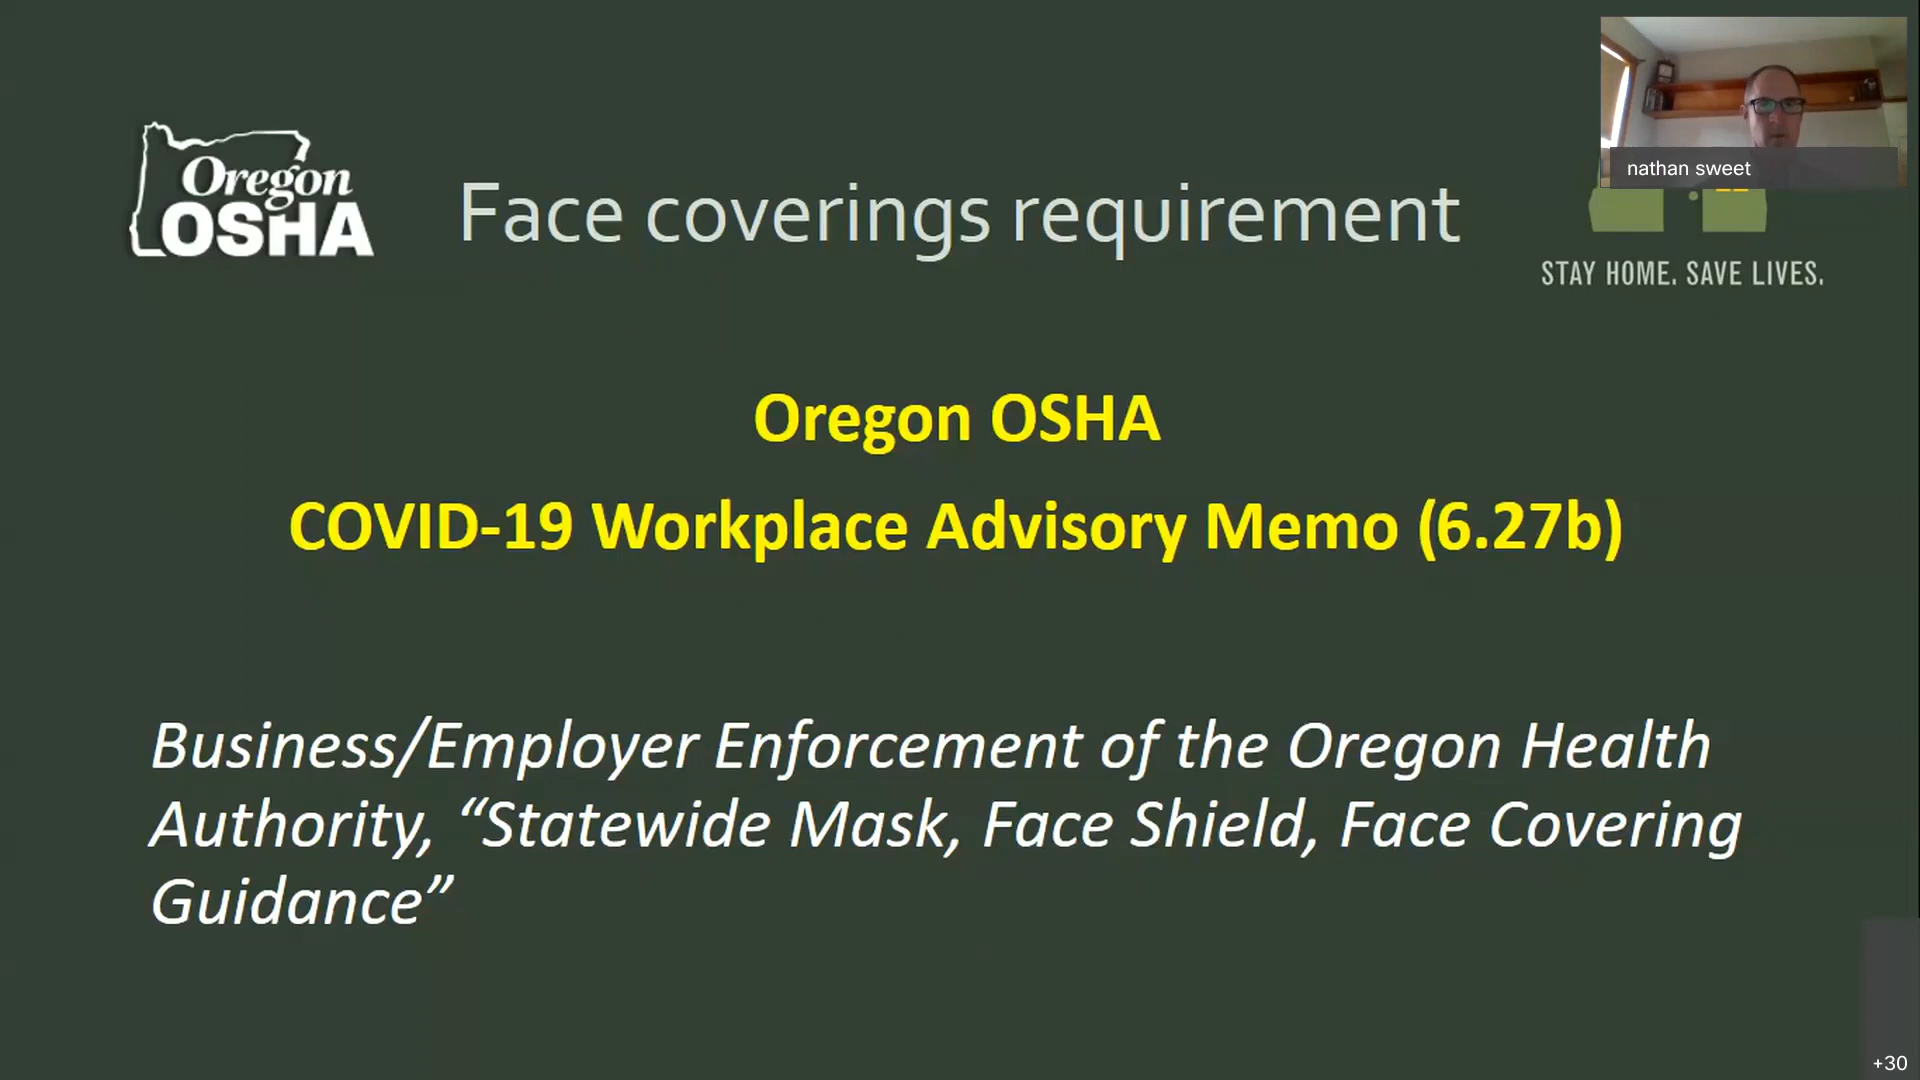 nathan sweet
Oregon
OSHA
Face coverings requirement
STAY HOME. SAVE LIVES.
Oregon OSHA
COVID-19 Workplace Advisory Memo (6.27b)
Business/Employer Enforcement of the Oregon Health
Authority, “Statewide Mask, Face Shield, Face Covering
Guidance”
+30